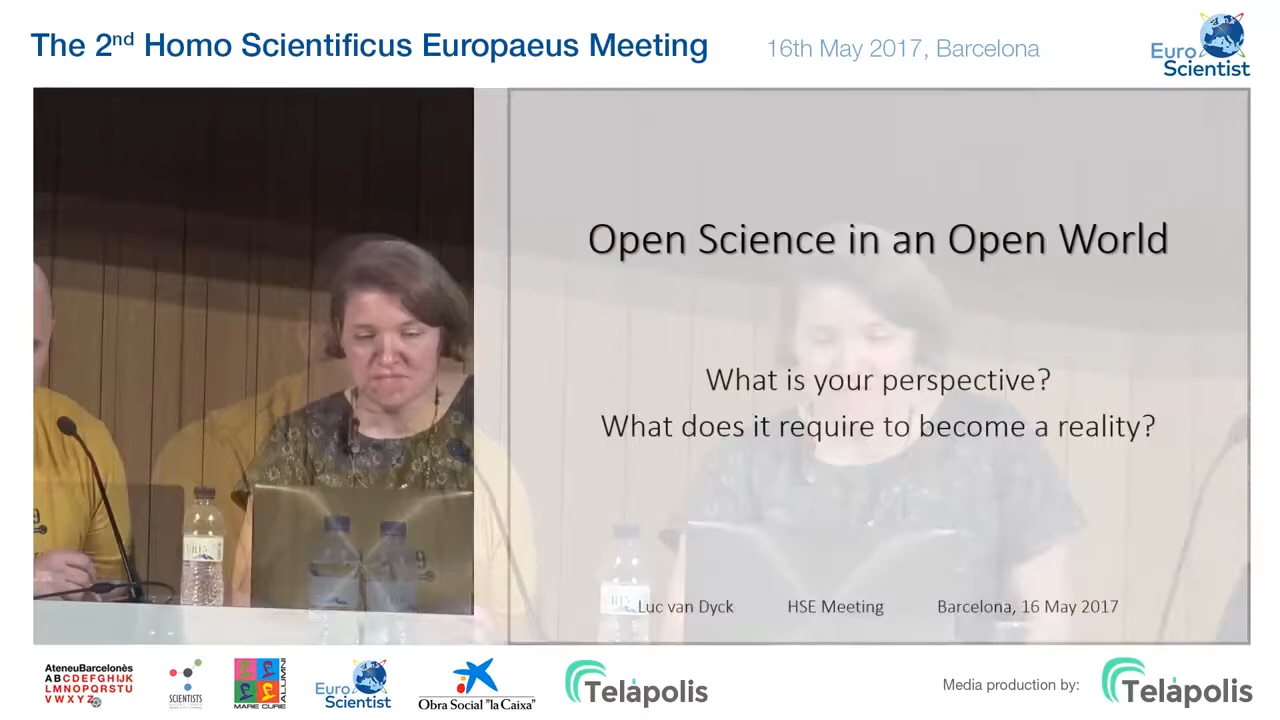 The 2nd Homo Scientificus Europaeus Meeting
16th May 2017, Barcelona
Euro
Scientist
Open Science in an Open World
What is your perspective?
What does it require to become a reality?
Luc van Dyck
HSE Meeting
Barcelona, 16 May 2017
AteneuBarcelonès
ABCDEFGHIJK
LMNOPQRSTU
VWXYZ
SCIENTISTS
MARIE CURIE
ALUMNI
Euro
Scientist
Obra Social "la Caixa"
Telàpolis
Media production by:
Telàpolis